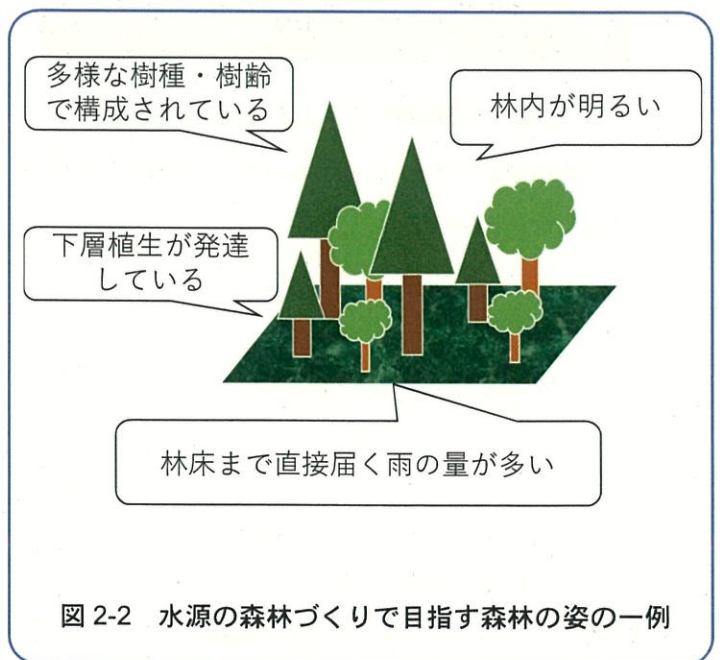 多様な樹種・樹齢
で構成されている
林内が明るい
下層植生が発達
している
林床まで直接届く雨の量が多い
図 2-2 水源の森林づくりで目指す森林の姿の一例